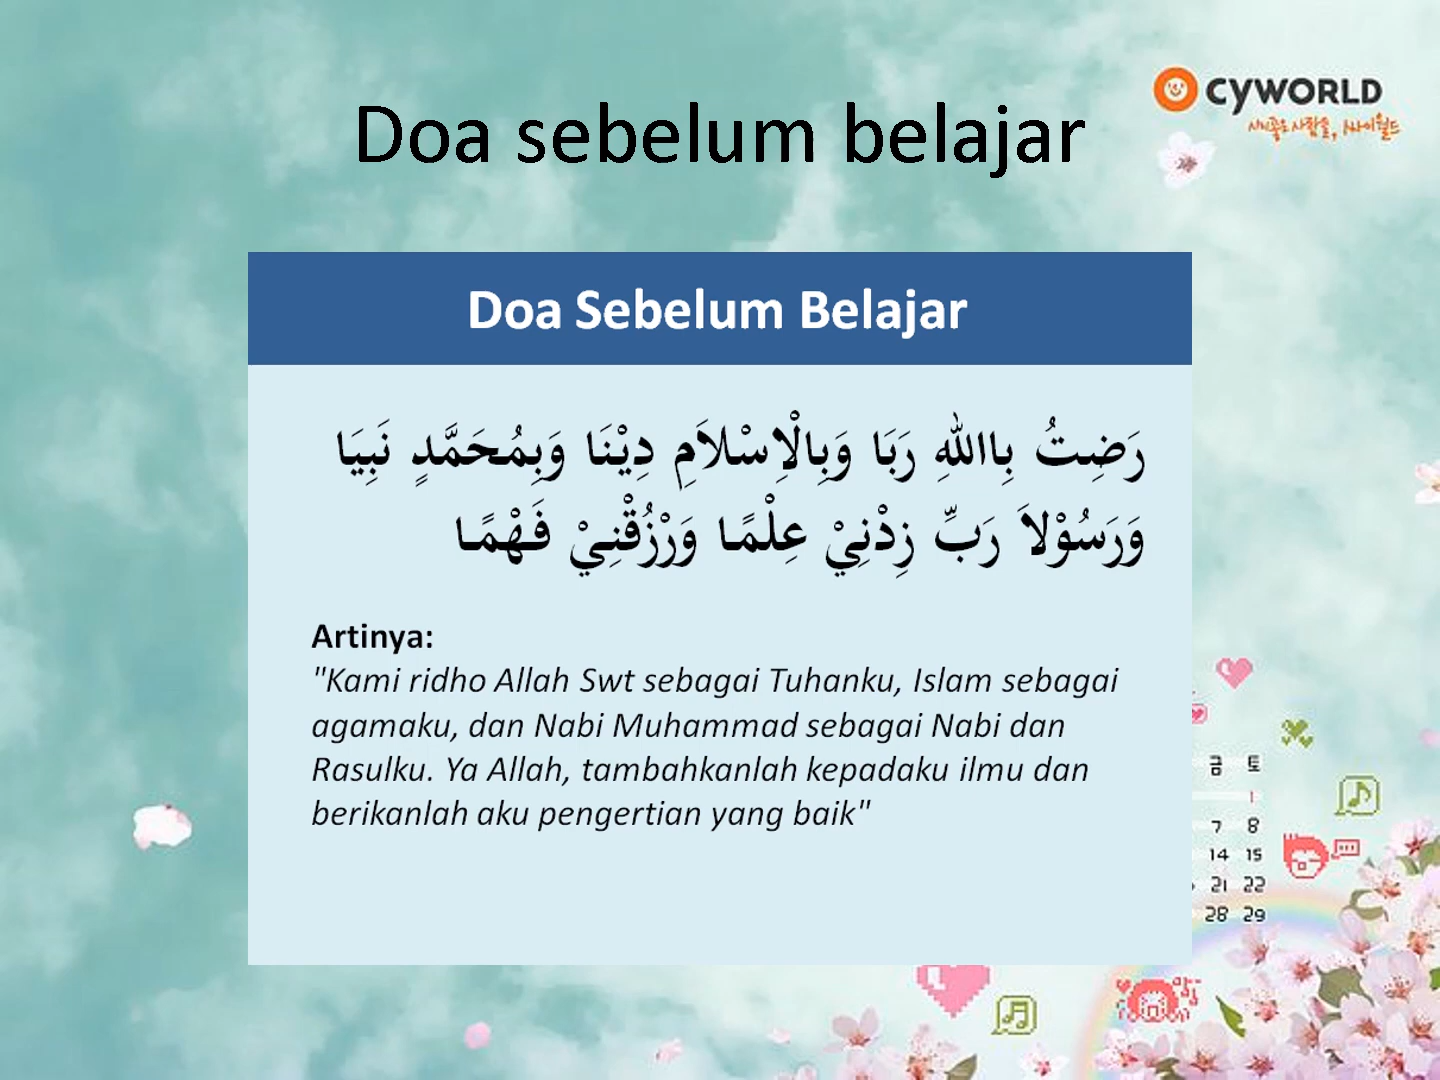 Doa sebelum belajar
CYWORLD
Doa Sebelum Belajar
رَضِتُ بِااللهِ رَبَا وَبِالْاِسْلاَمِ دِيْنَا وَبِمُحَمَّدٍ نَبِيَا
وَرَسُوْلاَ رَبِّ زِدْنِيْ عِلْمًا وَرْزُقْنِيْ فَهْمًا
Artinya:
"Kami ridho Allah Swt sebagai Tuhanku, Islam sebagai
agamaku, dan Nabi Muhammad sebagai Nabi dan
Rasulku. Ya Allah, tambahkanlah kepadaku ilmu dan
berikanlah aku pengertian yang baik"
금 토
1
7 8
14 15
21 22
28 29